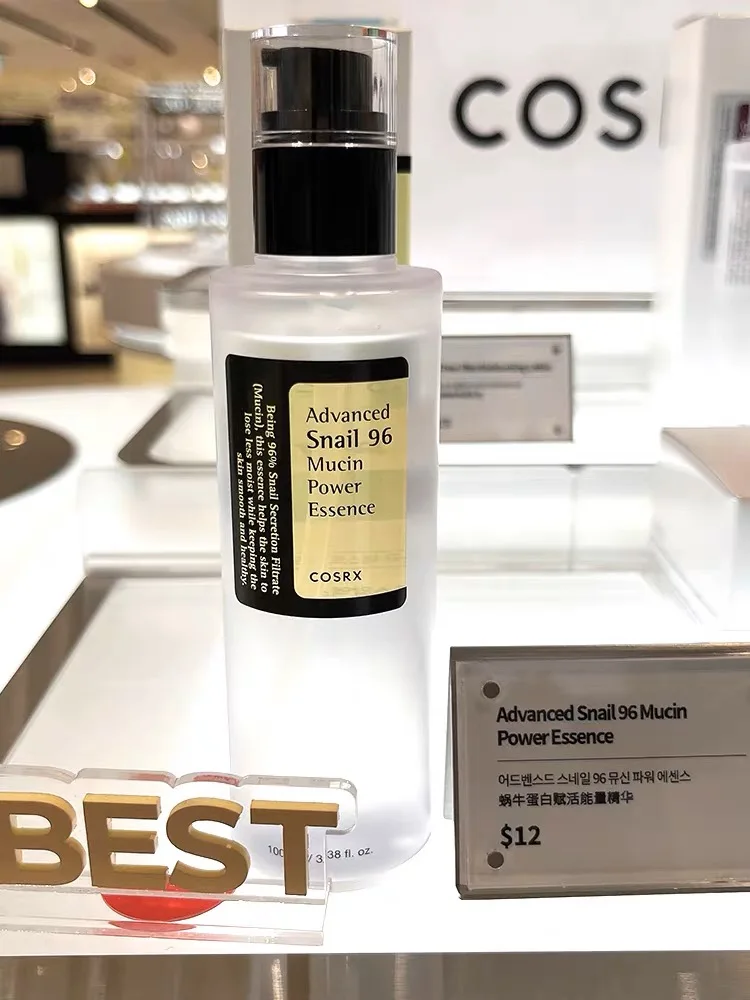 COS
Advanced
Snail 96
Mucin
Power
Essence
COSRX
Being 96% Snail Secretion Filtrate
(Mucin), this essence helps the skin to
lose less moist while keeping the
skin smooth and healthy.
100 / 3.38 fl. oz.
BEST
Advanced Snail 96 Mucin
Power Essence
어드벤스드 스네일 96 뮤신 파워 에센스
蜗牛蛋白赋活能量精华
$12